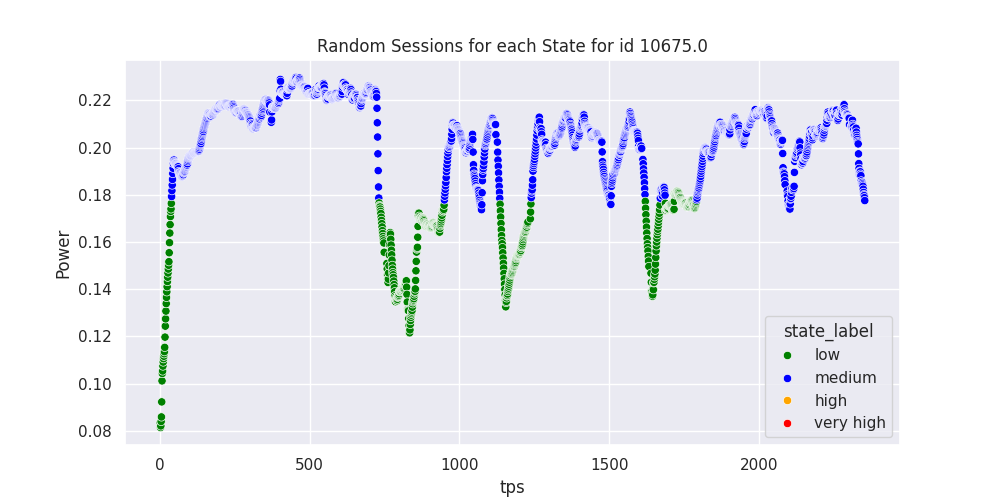 Random Sessions for each State for id 10675.0
Power
0.22
0.20
0.18
0.16
0.14
0.12
0.10
0.08
0
500
1000
1500
2000
tps
state_label
low
medium
high
very high